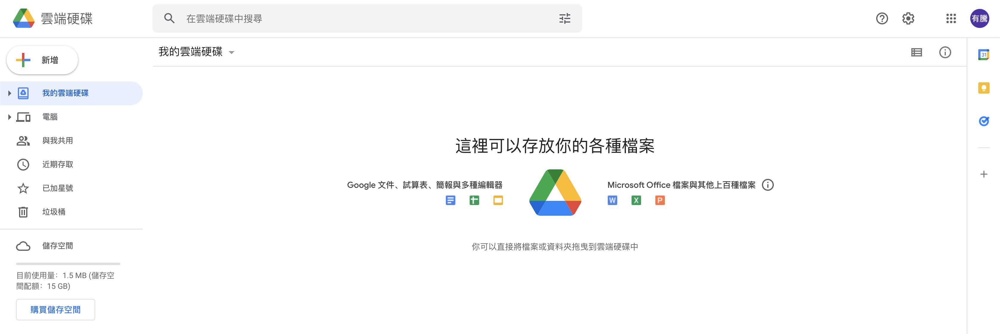 雲端硬碟
在雲端硬碟中搜尋
有騰
新增
我的雲端硬碟
31
我的雲端硬碟
電腦
與我共用
近期存取
已加星號
垃圾桶
儲存空間
目前使用量：1.5 MB (儲存空
間配額：15 GB)
購買儲存空間
這裡可以存放你的各種檔案
Google 文件、試算表、簡報與多種編輯器
Microsoft Office 檔案與其他上百種檔案
W X P
你可以直接將檔案或資料夾拖曳到雲端硬碟中